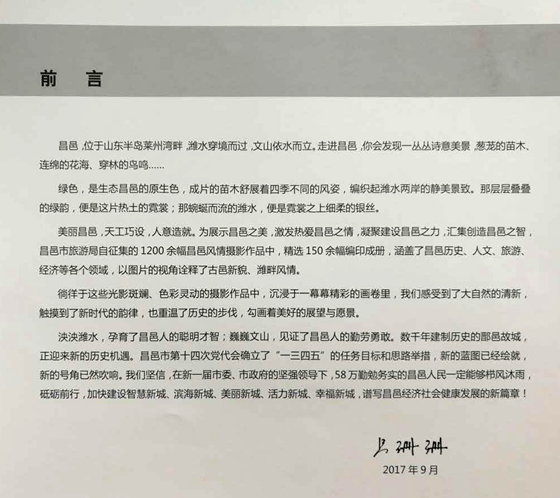 前 言
昌邑,位于山东半岛莱州湾畔,潍水穿境而过,文山依水而立。走进昌邑,你会发现一丛丛诗意美景,葱茏的苗木、
连绵的花海、穿林的鸟鸣……
绿色，是生态昌邑的原生色，成片的苗木舒展着四季不同的风姿，编织起潍水两岸的静美景致。那层层叠叠
的绿韵，便是这片热土的霓裳；那蜿蜒而流的潍水，便是霓裳之上细柔的银丝。
美丽昌邑，天工巧设，人意造就。为展示昌邑之美，激发热爱昌邑之情，凝聚建设昌邑之力，汇集创造昌邑之智，
昌邑市旅游局自征集的 1200 余幅昌邑风情摄影作品中，精选 150 余幅编印成册，涵盖了昌邑历史、人文、旅游、
经济等各个领域，以图片的视角诠释了古邑新貌、潍畔风情。
徜徉于这些光影斑斓、色彩灵动的摄影作品中，沉浸于一幕幕精彩的画卷里，我们感受到了大自然的清新，
触摸到了新时代的韵律，也重温了历史的步伐，勾画着美好的展望与愿景。
泱泱潍水，孕育了昌邑人的聪明才智；巍巍文山，见证了昌邑人的勤劳勇敢。数千年建制历史的鄑邑故城，
正迎来新的历史机遇。昌邑市第十四次党代会确立了“一三四五”的任务目标和思路举措，新的蓝图已经绘就，
新的号角已然吹响。我们坚信，在新一届市委、市政府的坚强领导下，58 万勤勉务实的昌邑人民一定能够栉风沐雨，
砥砺前行，加快建设智慧新城、滨海新城、美丽新城、活力新城、幸福新城，谱写昌邑经济社会健康发展的新篇章！
2017 年 9 月